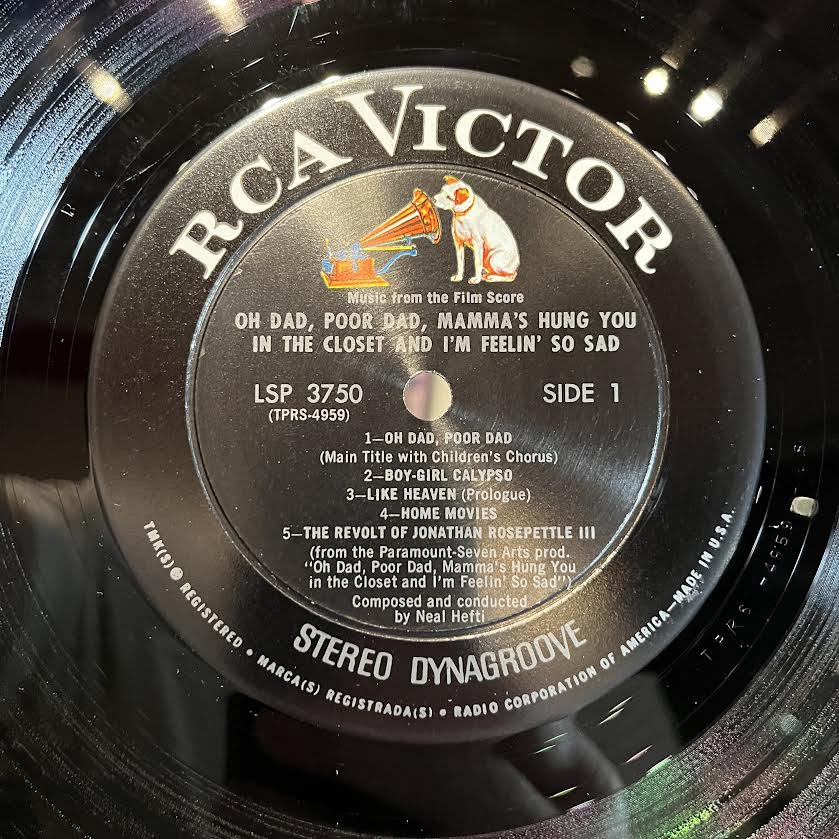 RCA VICTOR
Music from the Film Score
OH DAD, POOR DAD, MAMMA'S HUNG YOU
IN THE CLOSET AND I'M FEELIN' SO SAD
LSP 3750 SIDE 1
(TPRS-4959)
1—OH DAD, POOR DAD
(Main Title with Children's Chorus)
2—BOY-GIRL CALYPSO
3—LIKE HEAVEN (Prologue)
4—HOME MOVIES
5—THE REVOLT OF JONATHAN ROSEPETTLE III
(from the Paramount-Seven Arts prod.
"Oh Dad, Poor Dad, Mamma's Hung You
in the Closet and I'm Feelin' So Sad")
Composed and conducted
by Neal Hefti
STEREO DYNAGROOVE
TMK(S) ® REGISTERED • MARCA(S) REGISTRADA(S) • RADIO CORPORATION OF AMERICA—MADE IN U.S.A.